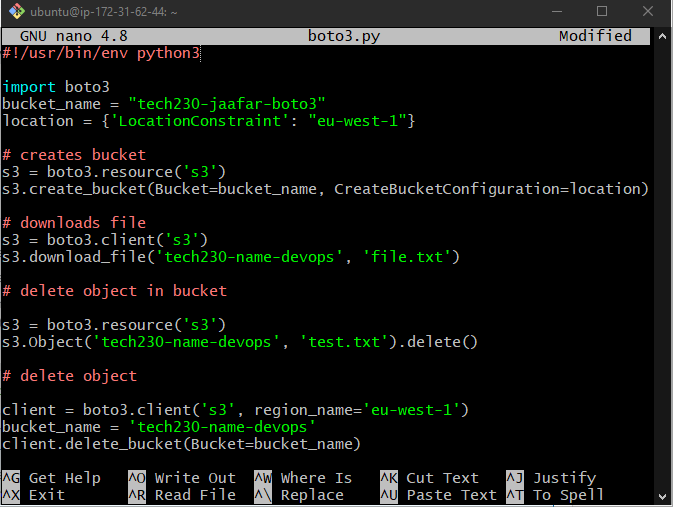 ubuntu@ip-172-31-62-44: ~
GNU nano 4.8 boto3.py Modified
#!/usr/bin/env python3
import boto3
bucket_name = "tech230-jaafar-boto3"
location = {'LocationConstraint': "eu-west-1"}
# creates bucket
s3 = boto3.resource('s3')
s3.create_bucket(Bucket=bucket_name, CreateBucketConfiguration=location)
# downloads file
s3 = boto3.client('s3')
s3.download_file('tech230-name-devops', 'file.txt')
# delete object in bucket
s3 = boto3.resource('s3')
s3.Object('tech230-name-devops', 'test.txt').delete()
# delete object
client = boto3.client('s3', region_name='eu-west-1')
bucket_name = 'tech230-name-devops'
client.delete_bucket(Bucket=bucket_name)
^G Get Help ^O Write Out ^W Where Is ^K Cut Text ^J Justify
^X Exit ^R Read File ^\ Replace ^U Paste Text ^T To Spell